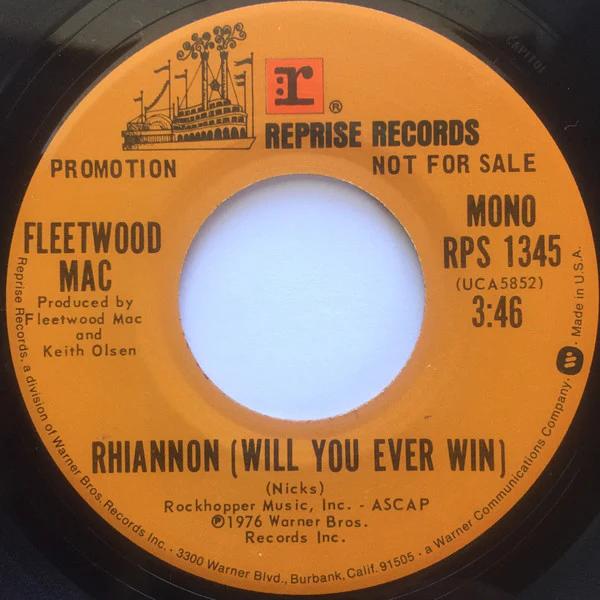 CAPITOL
r ®
REPRISE RECORDS
PROMOTION
NOT FOR SALE
FLEETWOOD
MAC
Produced by
Fleetwood Mac
and
Keith Olsen
MONO
RPS 1345
(UCA5852)
3:46
RHIANNON (WILL YOU EVER WIN)
(Nicks)
Rockhopper Music, Inc. - ASCAP
℗1976 Warner Bros.
Records Inc.
Reprise Records, a division of Warner Bros. Records Inc. · 3300 Warner Blvd., Burbank, Calif. 91505 · a Warner Communications Company · Made in U.S.A.